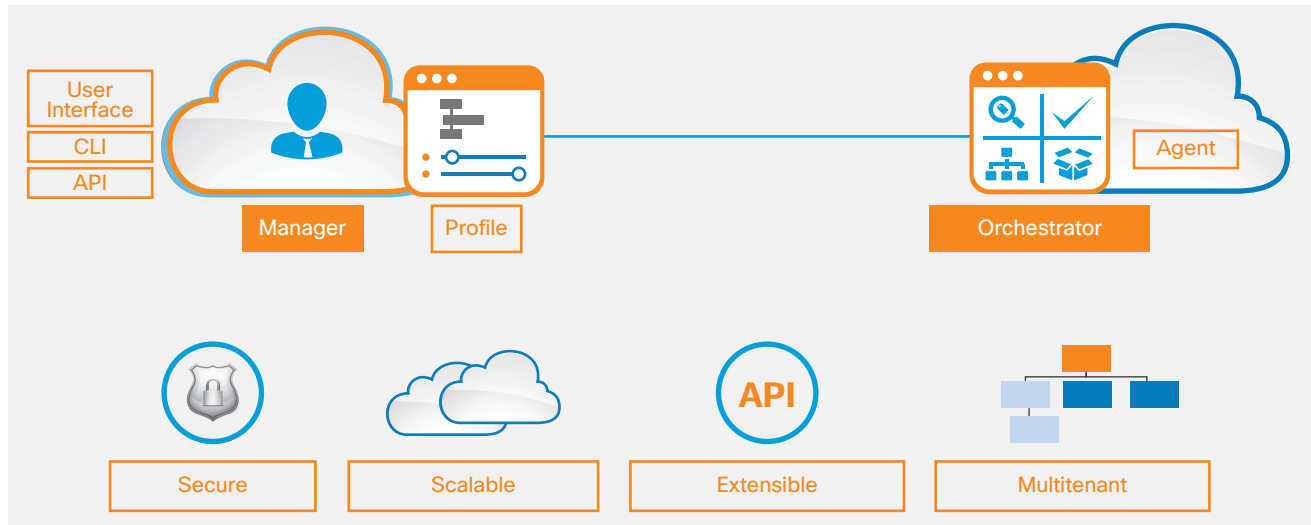 User
Interface
CLI
API
Manager
Profile
Orchestrator
Agent
API
Secure
Scalable
Extensible
Multitenant